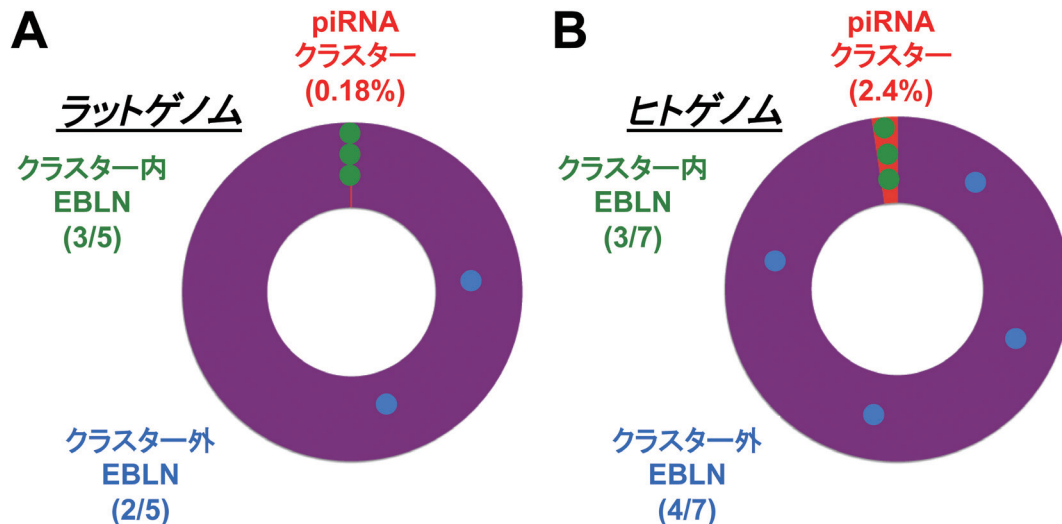 A
piRNA
クラスター
(0.18%)
ラットゲノム
クラスター内
EBLN
(3/5)
クラスター外
EBLN
(2/5)
B
piRNA
クラスター
(2.4%)
ヒトゲノム
クラスター内
EBLN
(3/7)
クラスター外
EBLN
(4/7)